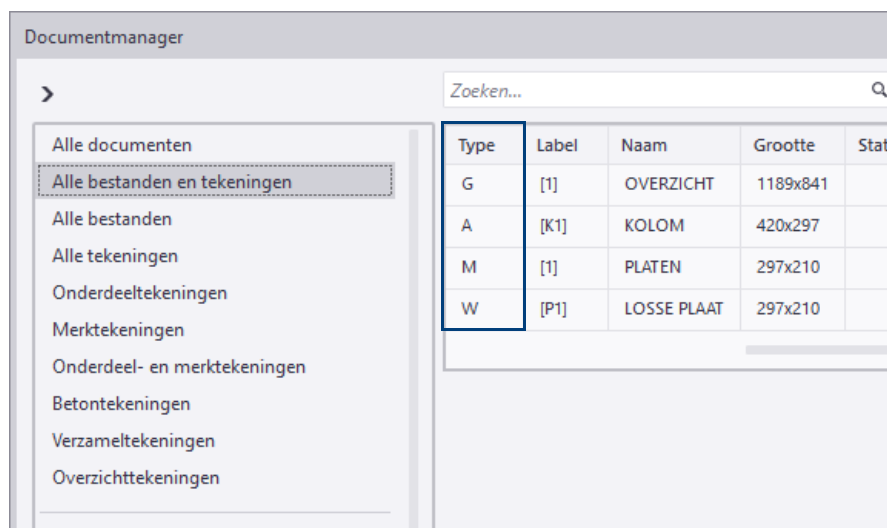 Documentmanager
Zoeken...
Alle documenten
Alle bestanden en tekeningen
Alle bestanden
Alle tekeningen
Onderdeeltekeningen
Merktekeningen
Onderdeel- en merktekeningen
Betontekeningen
Verzameltekeningen
Overzichttekeningen
Type Label Naam Grootte Stat
G [1] OVERZICHT 1189x841
A [K1] KOLOM 420x297
M [1] PLATEN 297x210
W [P1] LOSSE PLAAT 297x210